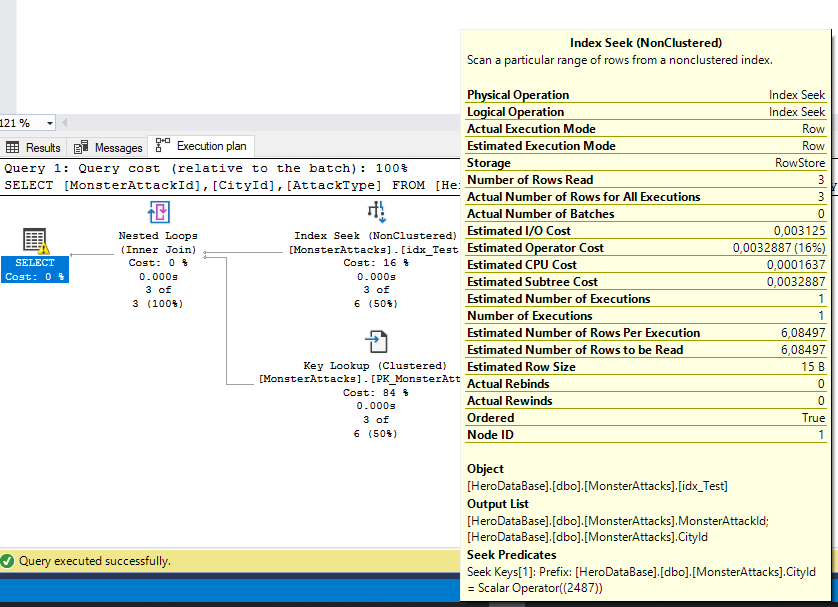 121 %
Results
Messages
Execution plan
Query 1: Query cost (relative to the batch): 100%
SELECT [MonsterAttackId],[CityId],[AttackType] FROM [He
SELECT
Cost: 0 %
Nested Loops
(Inner Join)
Cost: 0 %
0.000s
3 of
3 (100%)
Index Seek (NonClustered)
[MonsterAttacks].[idx_Test
Cost: 16 %
0.000s
3 of
6 (50%)
Key Lookup (Clustered)
[MonsterAttacks].[PK_MonsterAtt
Cost: 84 %
0.000s
3 of
6 (50%)
Query executed successfully.
Index Seek (NonClustered)
Scan a particular range of rows from a nonclustered index.
Physical Operation Index Seek
Logical Operation Index Seek
Actual Execution Mode Row
Estimated Execution Mode Row
Storage RowStore
Number of Rows Read 3
Actual Number of Rows for All Executions 3
Actual Number of Batches 0
Estimated I/O Cost 0,003125
Estimated Operator Cost 0,0032887 (16%)
Estimated CPU Cost 0,0001637
Estimated Subtree Cost 0,0032887
Estimated Number of Executions 1
Number of Executions 1
Estimated Number of Rows Per Execution 6,08497
Estimated Number of Rows to be Read 6,08497
Estimated Row Size 15 B
Actual Rebinds 0
Actual Rewinds 0
Ordered True
Node ID 1
Object
[HeroDataBase].[dbo].[MonsterAttacks].[idx_Test]
Output List
[HeroDataBase].[dbo].[MonsterAttacks].MonsterAttackId;
[HeroDataBase].[dbo].[MonsterAttacks].CityId
Seek Predicates
Seek Keys[1]: Prefix: [HeroDataBase].[dbo].[MonsterAttacks].CityId
= Scalar Operator((2487))